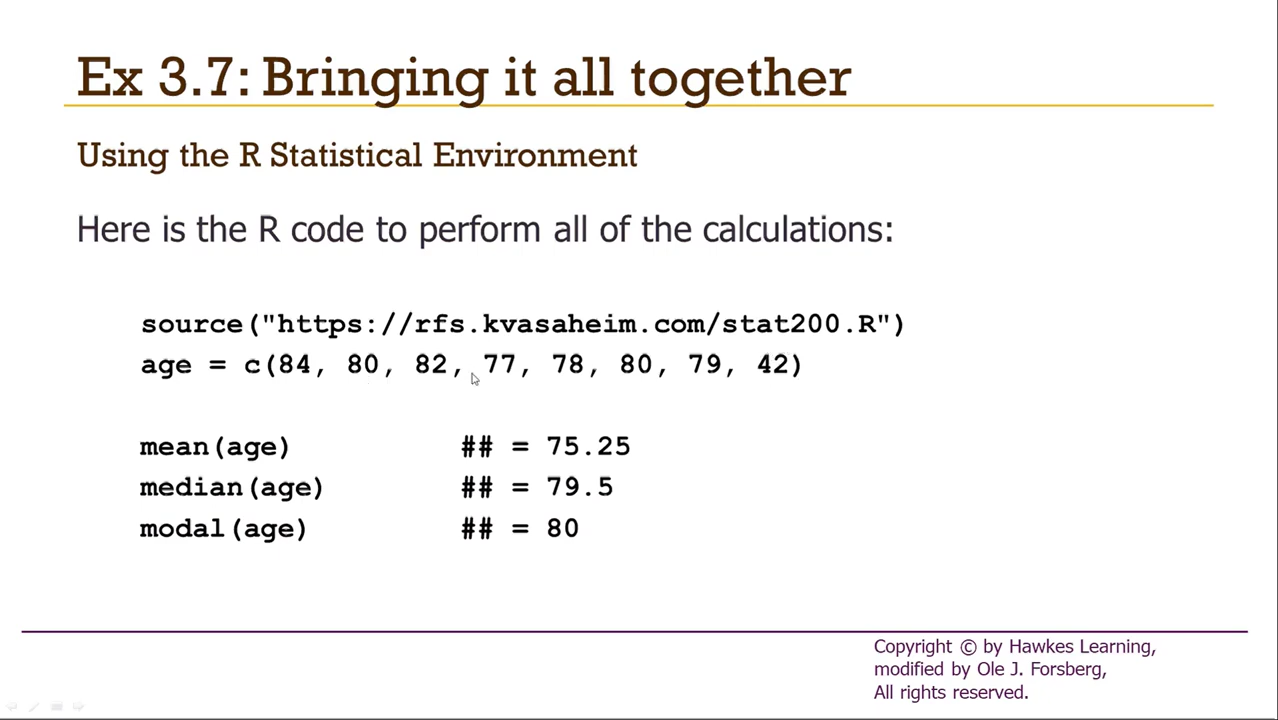 Ex 3.7: Bringing it all together
Using the R Statistical Environment
Here is the R code to perform all of the calculations:
source("https://rfs.kvasaheim.com/stat200.R")
age = c(84, 80, 82, 77, 78, 80, 79, 42)
mean(age) ## = 75.25
median(age) ## = 79.5
modal(age) ## = 80
Copyright © by Hawkes Learning,
modified by Ole J. Forsberg,
All rights reserved.